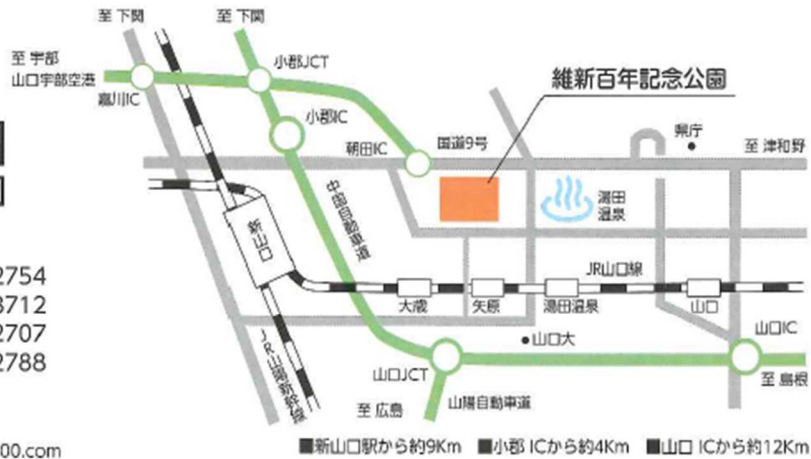 至 下関
至 下関
至 宇部
山口宇部空港
嘉川IC
小郡JCT
維新百年記念公園
小郡IC
朝田IC
国道9号
県庁
至 津和野
湯田
温泉
中国自動車道
新山口
2754
8712
2707
2788
JR山口線
大蔵
矢原
湯田温泉
山口
山口IC
山口大
JR山陽新幹線
山口JCT
至 島根
至 広島
山陽自動車道
00.com
■新山口駅から約9Km ■小郡 ICから約4Km ■山口 ICから約12Km